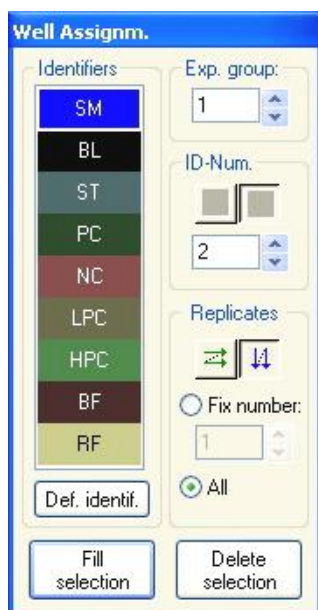 Well Assignm.
Identifiers
SM
BL
ST
PC
NC
LPC
HPC
BF
RF
Def. identif.
Exp. group:
1
ID-Num.
2
Replicates
Fix number:
1
All
Fill
selection
Delete
selection